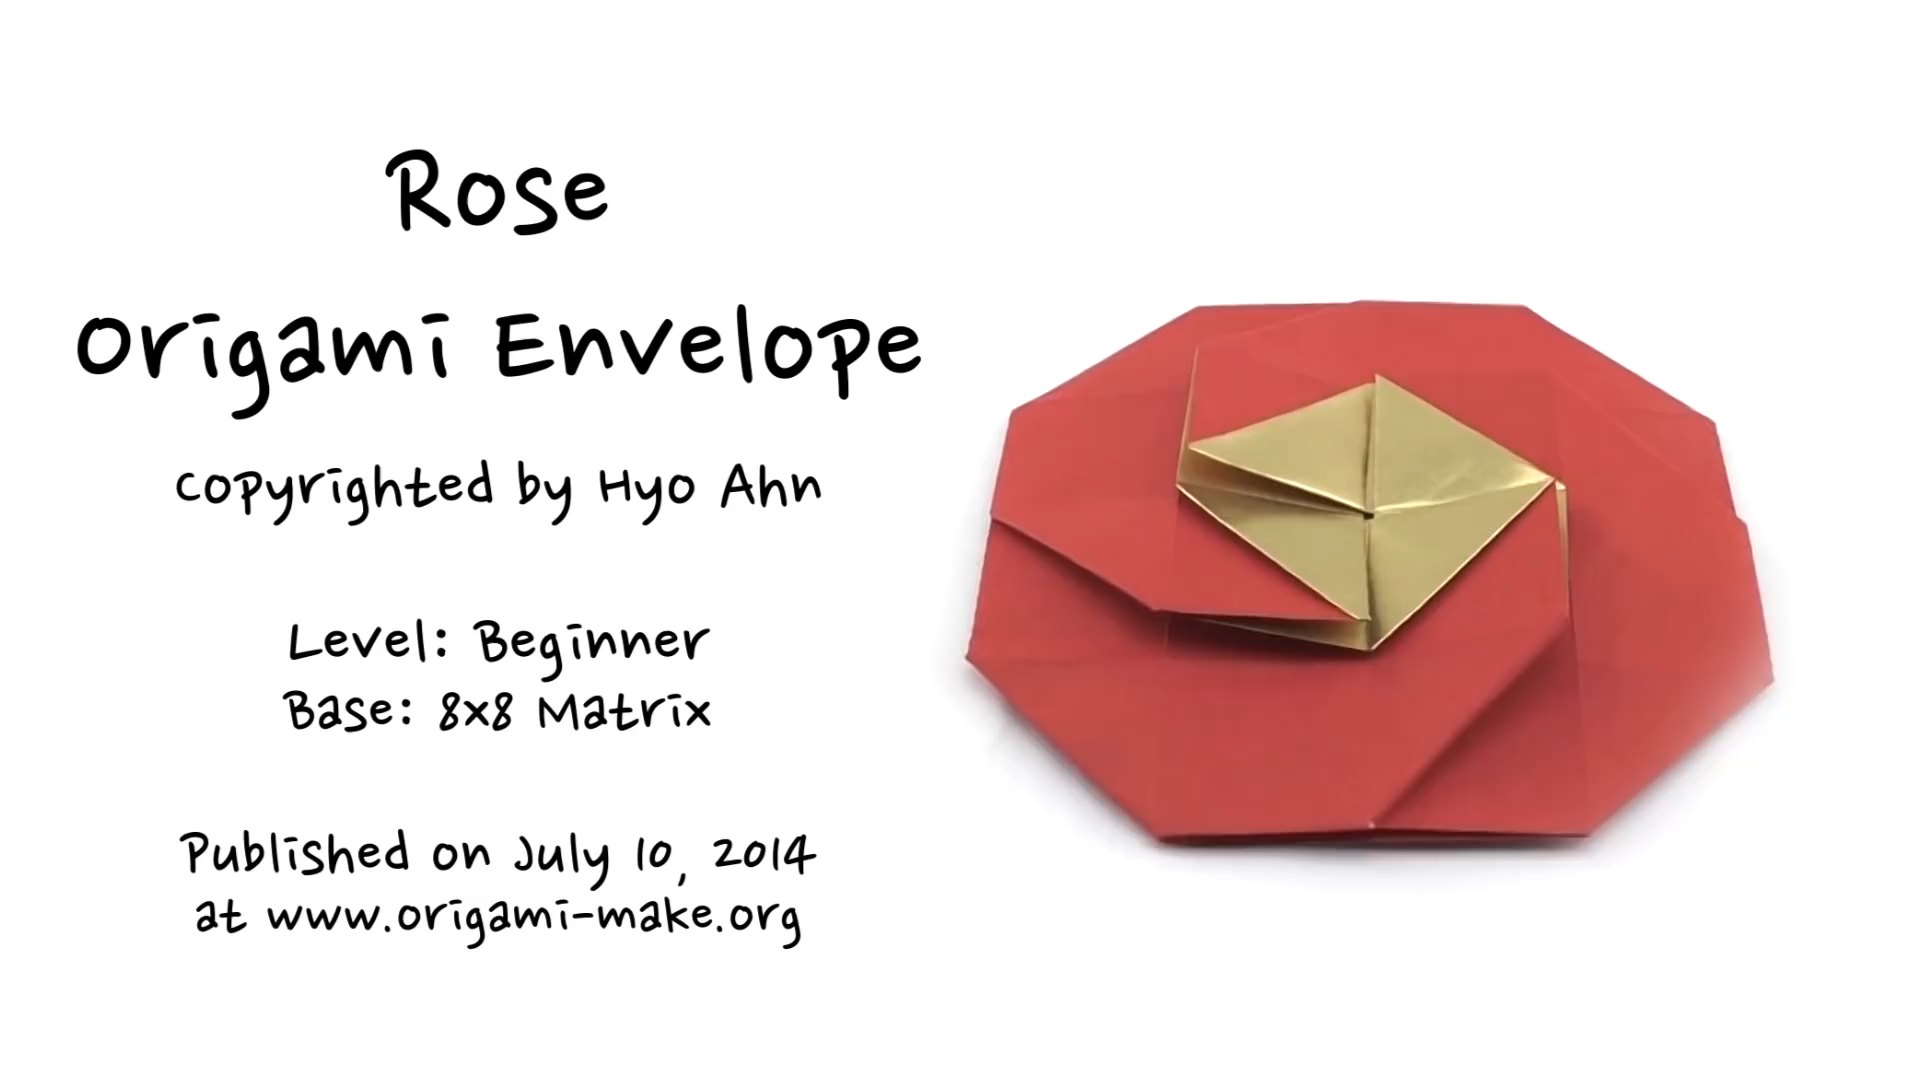 Rose
Origami Envelope
copyrighted by Hyo Ahn
Level: Beginner
Base: 8x8 Matrix
Published on July 10, 2014
at www.origami-make.org